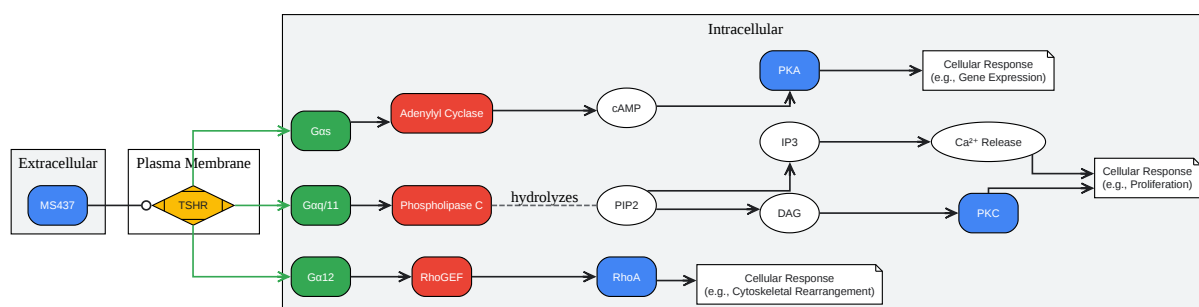 Intracellular
PKA
Cellular Response
(e.g., Gene Expression)
Adenylyl Cyclase
cAMP
Gαs
IP3
Ca²⁺ Release
Extracellular
Plasma Membrane
Cellular Response
(e.g., Proliferation)
MS437
TSHR
Gαq/11
Phospholipase C
hydrolyzes
PIP2
DAG
PKC
Gα12
RhoGEF
RhoA
Cellular Response
(e.g., Cytoskeletal Rearrangement)